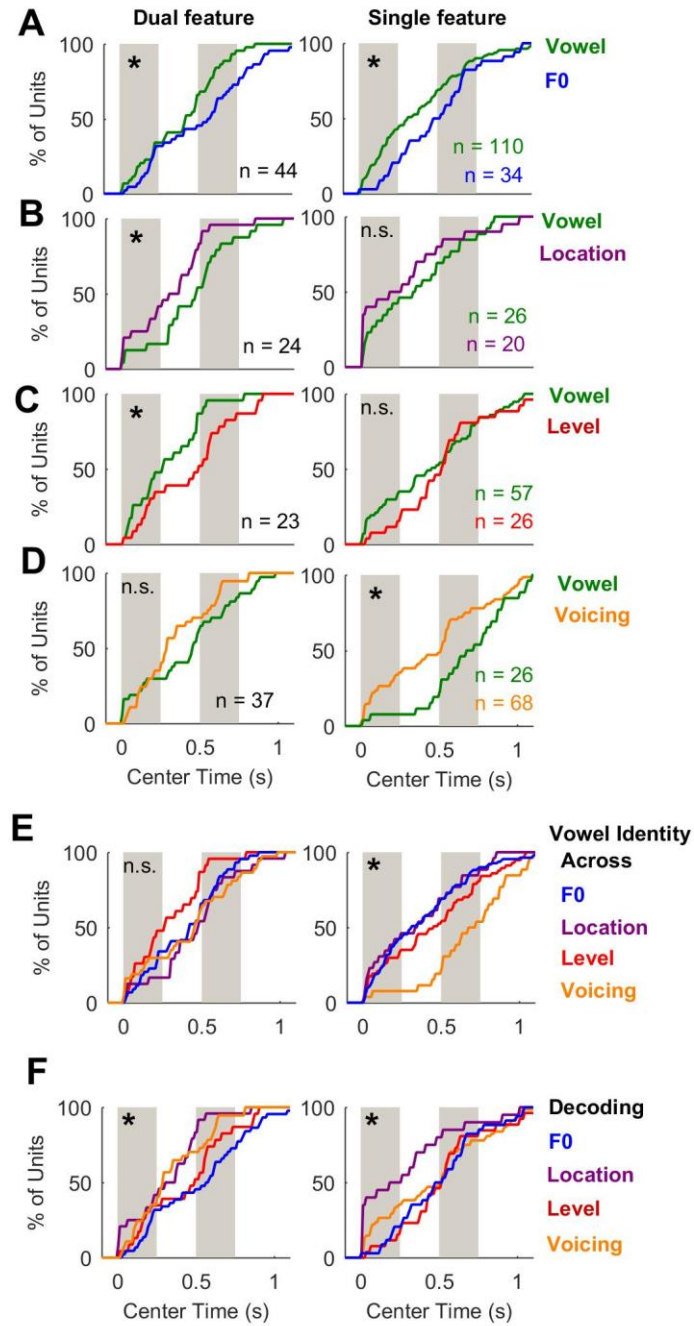 Dual feature Single feature
A
100 100 Vowel
* * F0
% of Units
50 50
n = 110
n = 44 n = 34
0 0
B
100 100 Vowel
* n.s. Location
% of Units
50 50
n = 26
n = 24 n = 20
0 0
C
100 100 Vowel
* n.s. Level
% of Units
50 50
n = 57
n = 23 n = 26
0 0
D
100 100 Vowel
n.s. * Voicing
% of Units
50 50
n = 26
n = 37 n = 68
0 0
0 0.5 1 0 0.5 1
Center Time (s) Center Time (s)
E
Vowel Identity
100 100 Across
n.s. * F0
% of Units
50 50 Location
Level
0 0 Voicing
0 0.5 1 0 0.5 1
F
100 100 Decoding
* * F0
% of Units
50 50 Location
Level
0 0 Voicing
0 0.5 1 0 0.5 1
Center Time (s) Center Time (s)